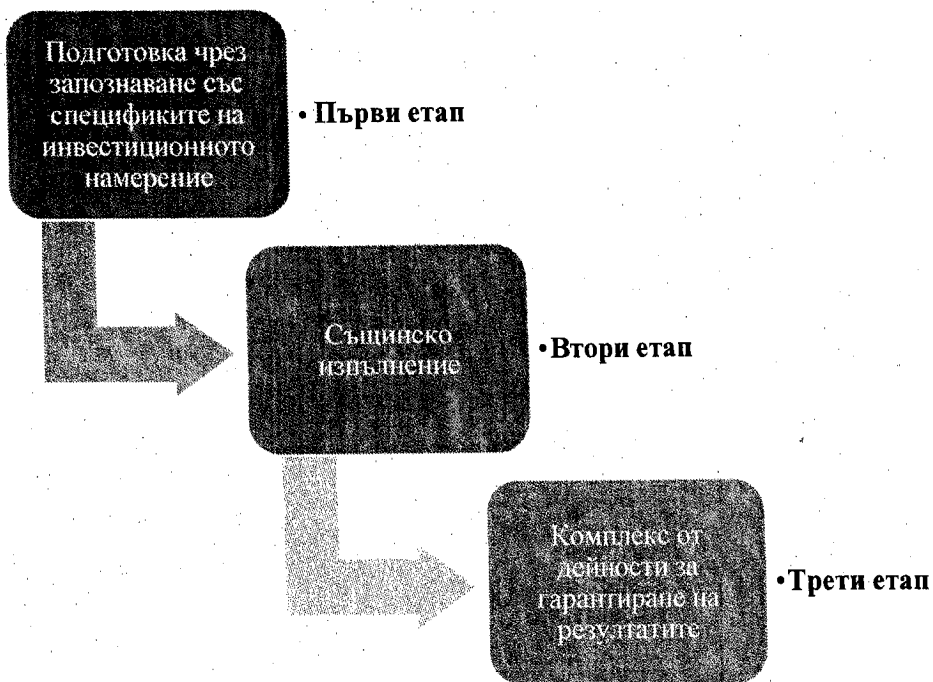 Подготовка чрез
запознаване със
спецификите на
инвестиционното
намерение
• Първи етап
Същинско
изпълнение
• Втори етап
Комплекс от
дейности за
гарантиране на
резултатите
• Трети етап